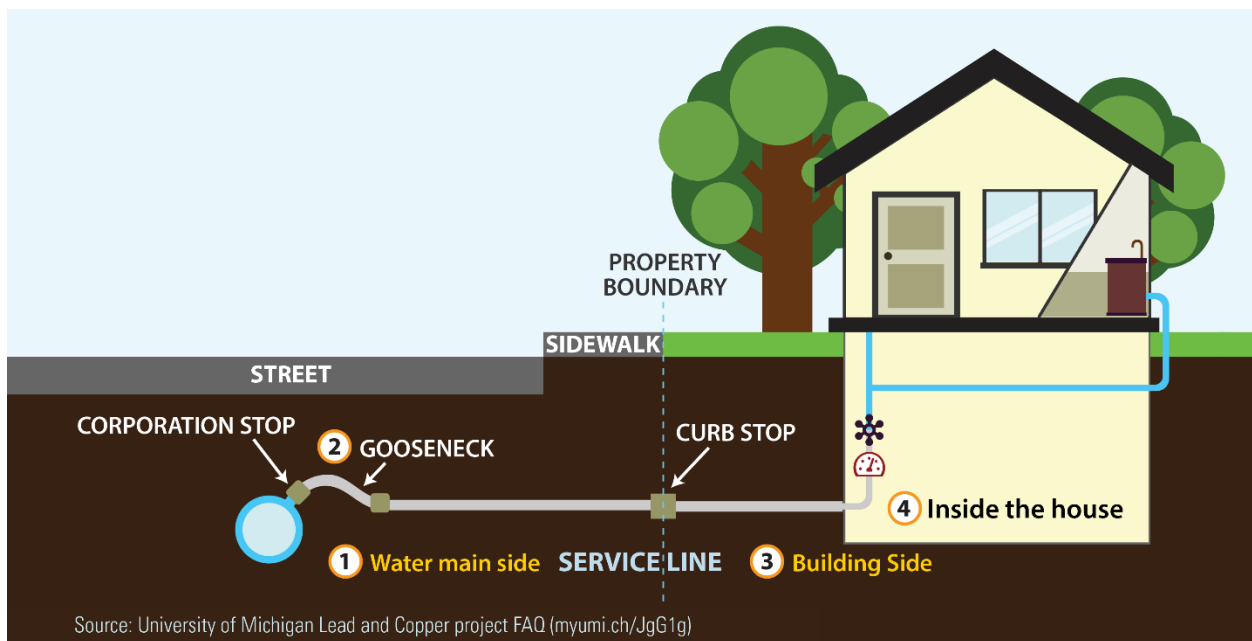 PROPERTY
BOUNDARY
SIDEWALK
STREET
CORPORATION STOP
2 GOOSENECK
CURB STOP
4 Inside the house
1 Water main side
SERVICE LINE
3 Building Side
Source: University of Michigan Lead and Copper project FAQ (myumi.ch/JgG1g)